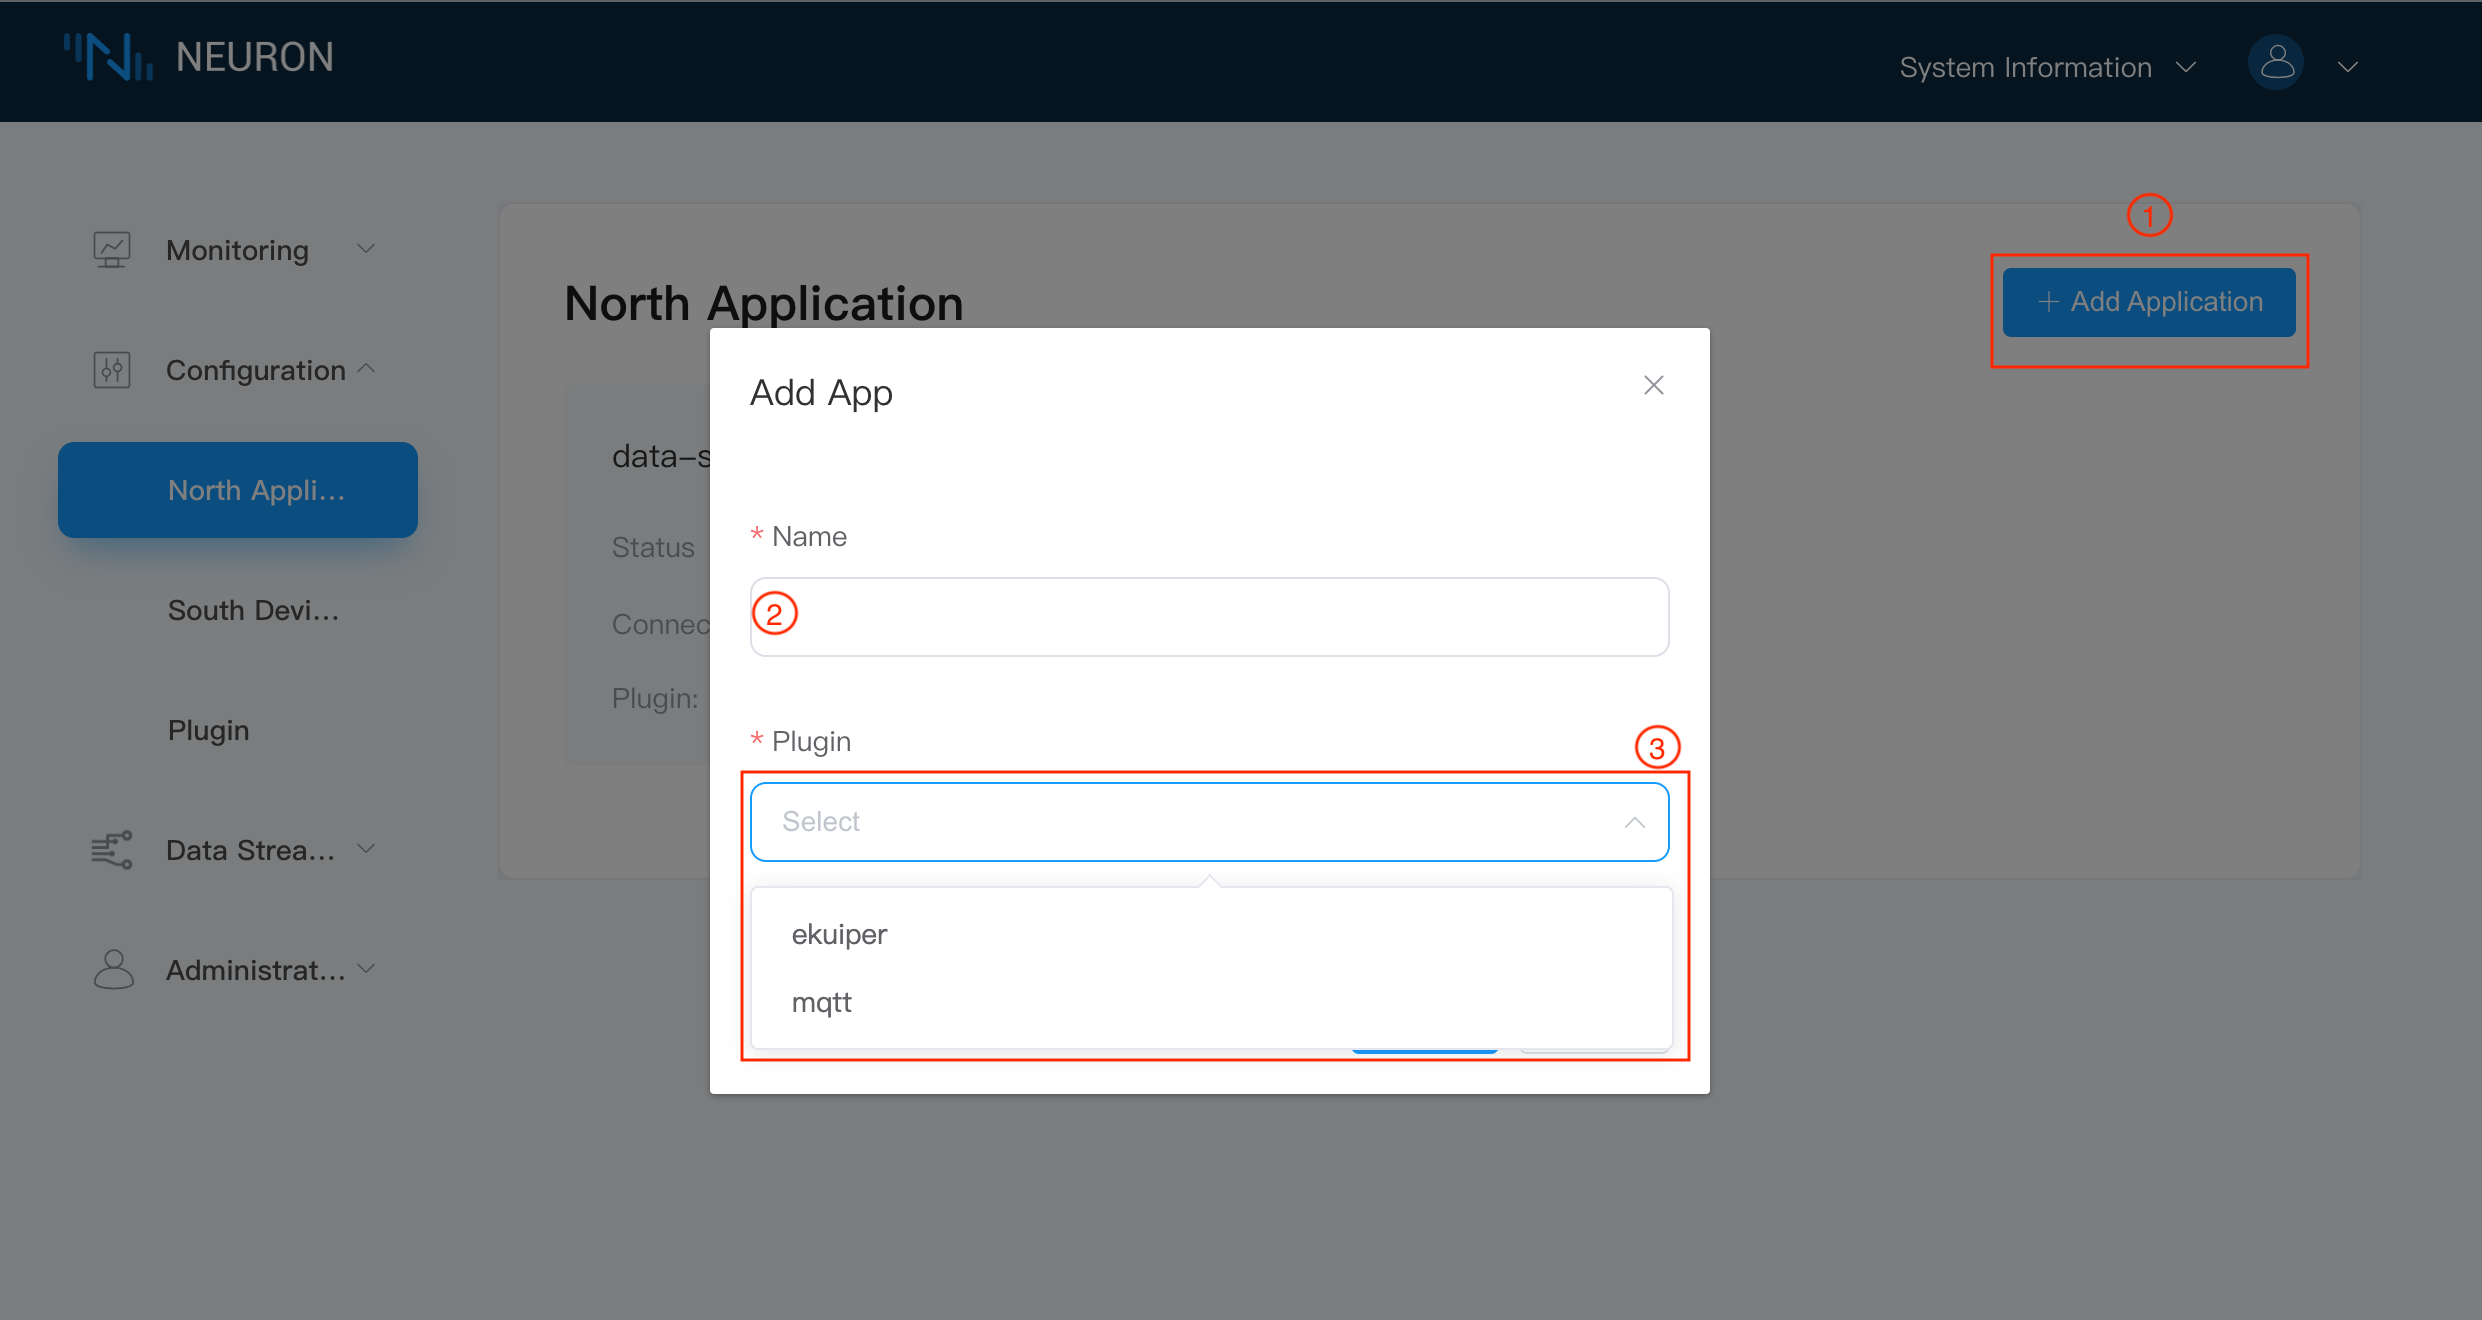 NEURON
System Information
Monitoring
Configuration
North Appli...
South Devi...
Plugin
Data Strea...
Administrat...
North Application
1
+ Add Application
data-s
Status
Connec
Plugin:
Add App
* Name
2
* Plugin
3
Select
ekuiper
mqtt